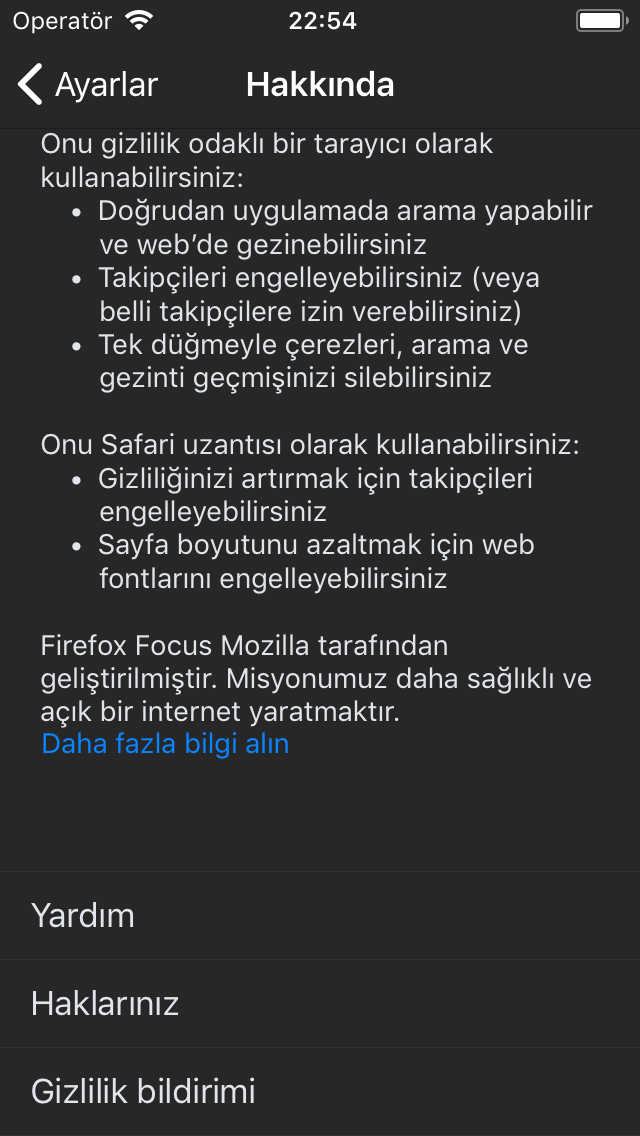 Operatör 22:54
Ayarlar Hakkında
Onu gizlilik odaklı bir tarayıcı olarak
kullanabilirsiniz:
• Doğrudan uygulamada arama yapabilir
ve web’de gezinebilirsiniz
• Takipçileri engelleyebilirsiniz (veya
belli takipçilere izin verebilirsiniz)
• Tek düğmeyle çerezleri, arama ve
gezinti geçmişinizi silebilirsiniz
Onu Safari uzantısı olarak kullanabilirsiniz:
• Gizliliğinizi artırmak için takipçileri
engelleyebilirsiniz
• Sayfa boyutunu azaltmak için web
fontlarını engelleyebilirsiniz
Firefox Focus Mozilla tarafından
geliştirilmiştir. Misyonumuz daha sağlıklı ve
açık bir internet yaratmaktır.
Daha fazla bilgi alın
Yardım
Haklarınız
Gizlilik bildirimi